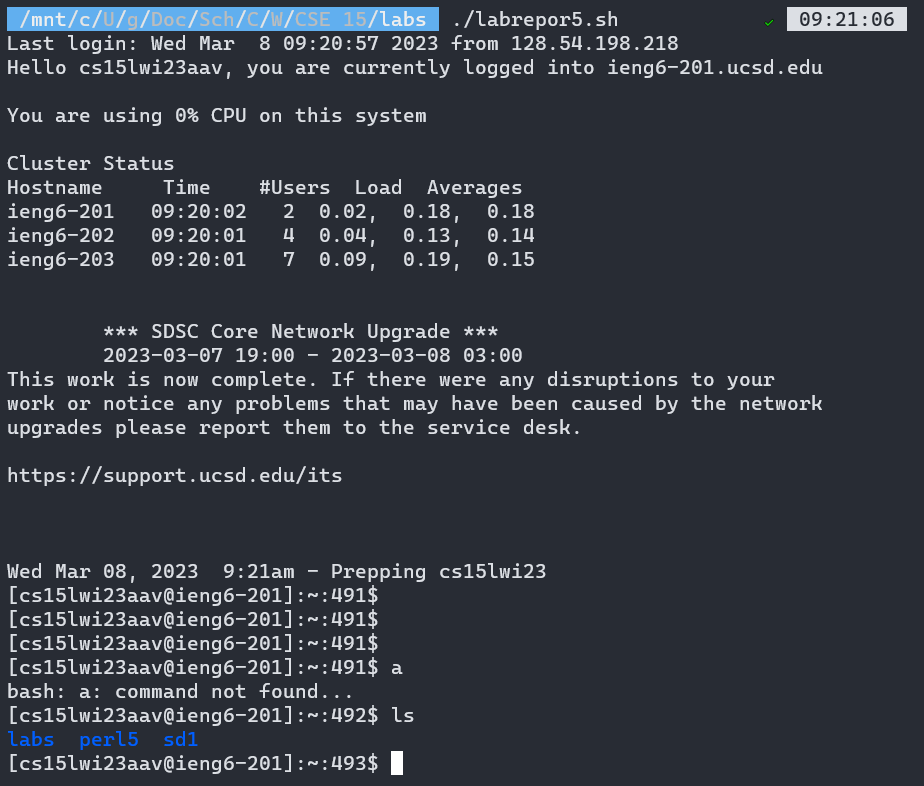 /mnt/c/U/g/Doc/Sch/C/W/CSE 15/labs ./labrepor5.sh ✓ 09:21:06
Last login: Wed Mar  8 09:20:57 2023 from 128.54.198.218
Hello cs15lwi23aav, you are currently logged into ieng6-201.ucsd.edu
You are using 0% CPU on this system
Cluster Status
Hostname     Time    #Users  Load  Averages
ieng6-201   09:20:02   2  0.02,  0.18,  0.18
ieng6-202   09:20:01   4  0.04,  0.13,  0.14
ieng6-203   09:20:01   7  0.09,  0.19,  0.15
*** SDSC Core Network Upgrade ***
2023-03-07 19:00 - 2023-03-08 03:00
This work is now complete. If there were any disruptions to your
work or notice any problems that may have been caused by the network
upgrades please report them to the service desk.
https://support.ucsd.edu/its
Wed Mar 08, 2023  9:21am - Prepping cs15lwi23
[cs15lwi23aav@ieng6-201]:~:491$
[cs15lwi23aav@ieng6-201]:~:491$
[cs15lwi23aav@ieng6-201]:~:491$
[cs15lwi23aav@ieng6-201]:~:491$ a
bash: a: command not found...
[cs15lwi23aav@ieng6-201]:~:492$ ls
labs  perl5  sd1
[cs15lwi23aav@ieng6-201]:~:493$